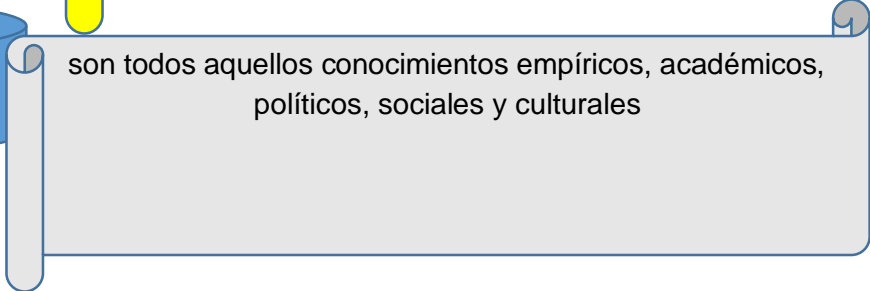 son todos aquellos conocimientos empíricos, académicos,
políticos, sociales y culturales